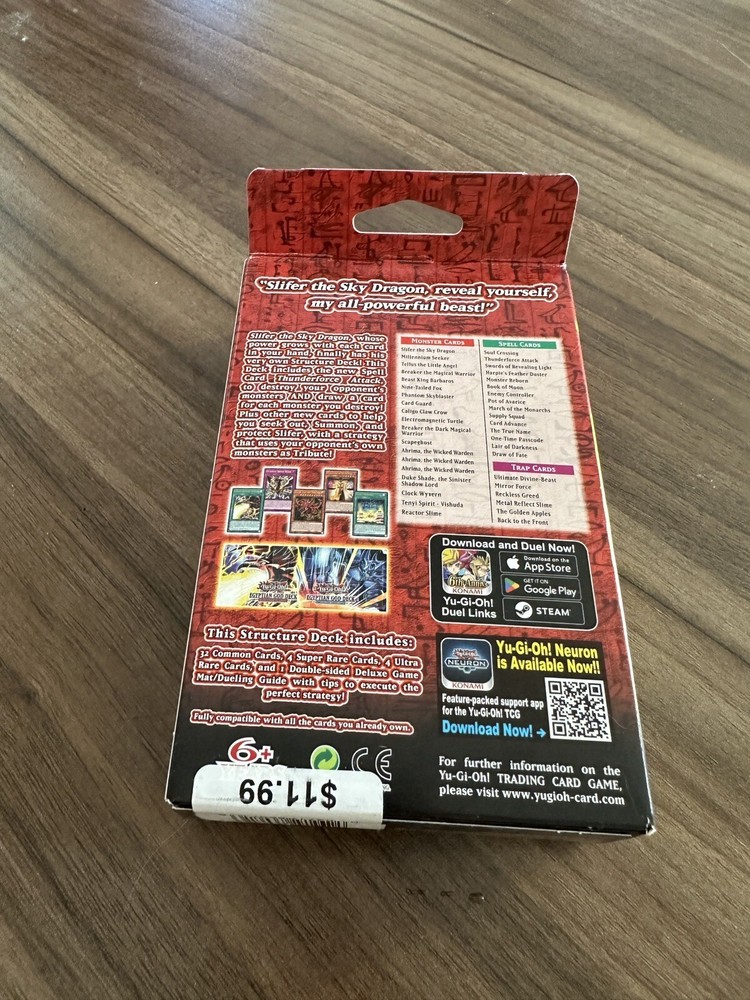 "Slifer the Sky Dragon, reveal yourself,
my all-powerful beast!"
Slifer the Sky Dragon, whose
power grows with each card
in your hand, finally has his
very own Structure Deck! This
Deck includes the new Spell
Card Thunderforce Attack,
to destroy your opponent's
monsters AND draw a card
for each monster you destroy!
Plus other new cards to help
you seek out, Summon, and
protect Slifer, with a strategy
that uses your opponent's own
monsters as Tribute!
MONSTER CARDS
Slifer the Sky Dragon
Millennium Seeker
Tellus the Little Angel
Breaker the Magical Warrior
Beast King Barbaros
Nine-Tailed Fox
Phantom Skyblaster
Card Guard
Caligo Claw Crow
Electromagnetic Turtle
Breaker the Dark Magical
Warrior
Scapeghost
Ahrima, the Wicked Warden
Ahrima, the Wicked Warden
Ahrima, the Wicked Warden
Duke Shade, the Sinister
Shadow Lord
Clock Wyvern
Tenyi Spirit - Vishuda
Reactor Slime
SPELL CARDS
Soul Crossing
Thunderforce Attack
Swords of Revealing Light
Harpie's Feather Duster
Monster Reborn
Book of Moon
Enemy Controller
Pot of Avarice
March of the Monarchs
Supply Squad
Card Advance
The True Name
One-Time Passcode
Lair of Darkness
Draw of Fate
TRAP CARDS
Ultimate Divine-Beast
Mirror Force
Reckless Greed
Metal Reflect Slime
The Golden Apples
Back to the Front
Yu-Gi-Oh!
EGYPTIAN GOD DECK
Yu-Gi-Oh!
EGYPTIAN GOD DECK
This Structure Deck includes:
32 Common Cards, 4 Super Rare Cards, 4 Ultra
Rare Cards, and 1 Double-sided Deluxe Game
Mat/Dueling Guide with tips to execute the
perfect strategy!
Fully compatible with all the cards you already own.
Download and Duel Now!
KONAMI
Yu-Gi-Oh!
Duel Links
Download on the
App Store
GET IT ON
Google Play
STEAM
NEURON
KONAMI
Yu-Gi-Oh! Neuron
is Available Now!!
Feature-packed support app
for the Yu-Gi-Oh! TCG
Download Now!
For further information on the
Yu-Gi-Oh! TRADING CARD GAME,
please visit www.yugioh-card.com
6+
CE
$11.99